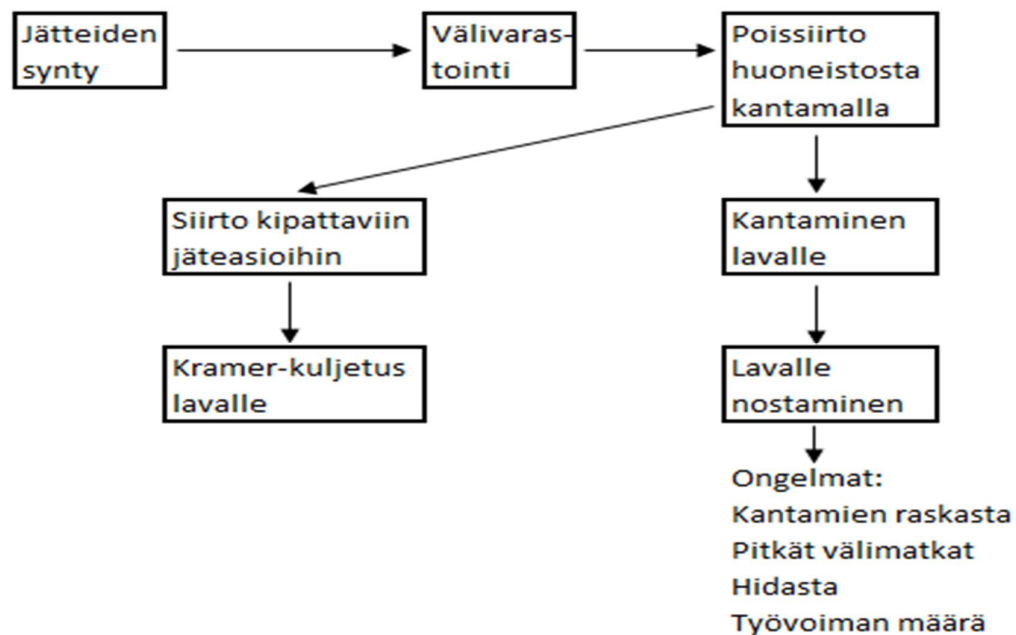 Jätteiden
synty
Välivaras-
tointi
Poissiirto
huoneistosta
kantamalla
Siirto kipattaviin
jäteasioihin
Kramer-kuljetus
lavalle
Kantaminen
lavalle
Lavalle
nostaminen
Ongelmat:
Kantamien raskasta
Pitkät välimatkat
Hidasta
Työvoiman määrä